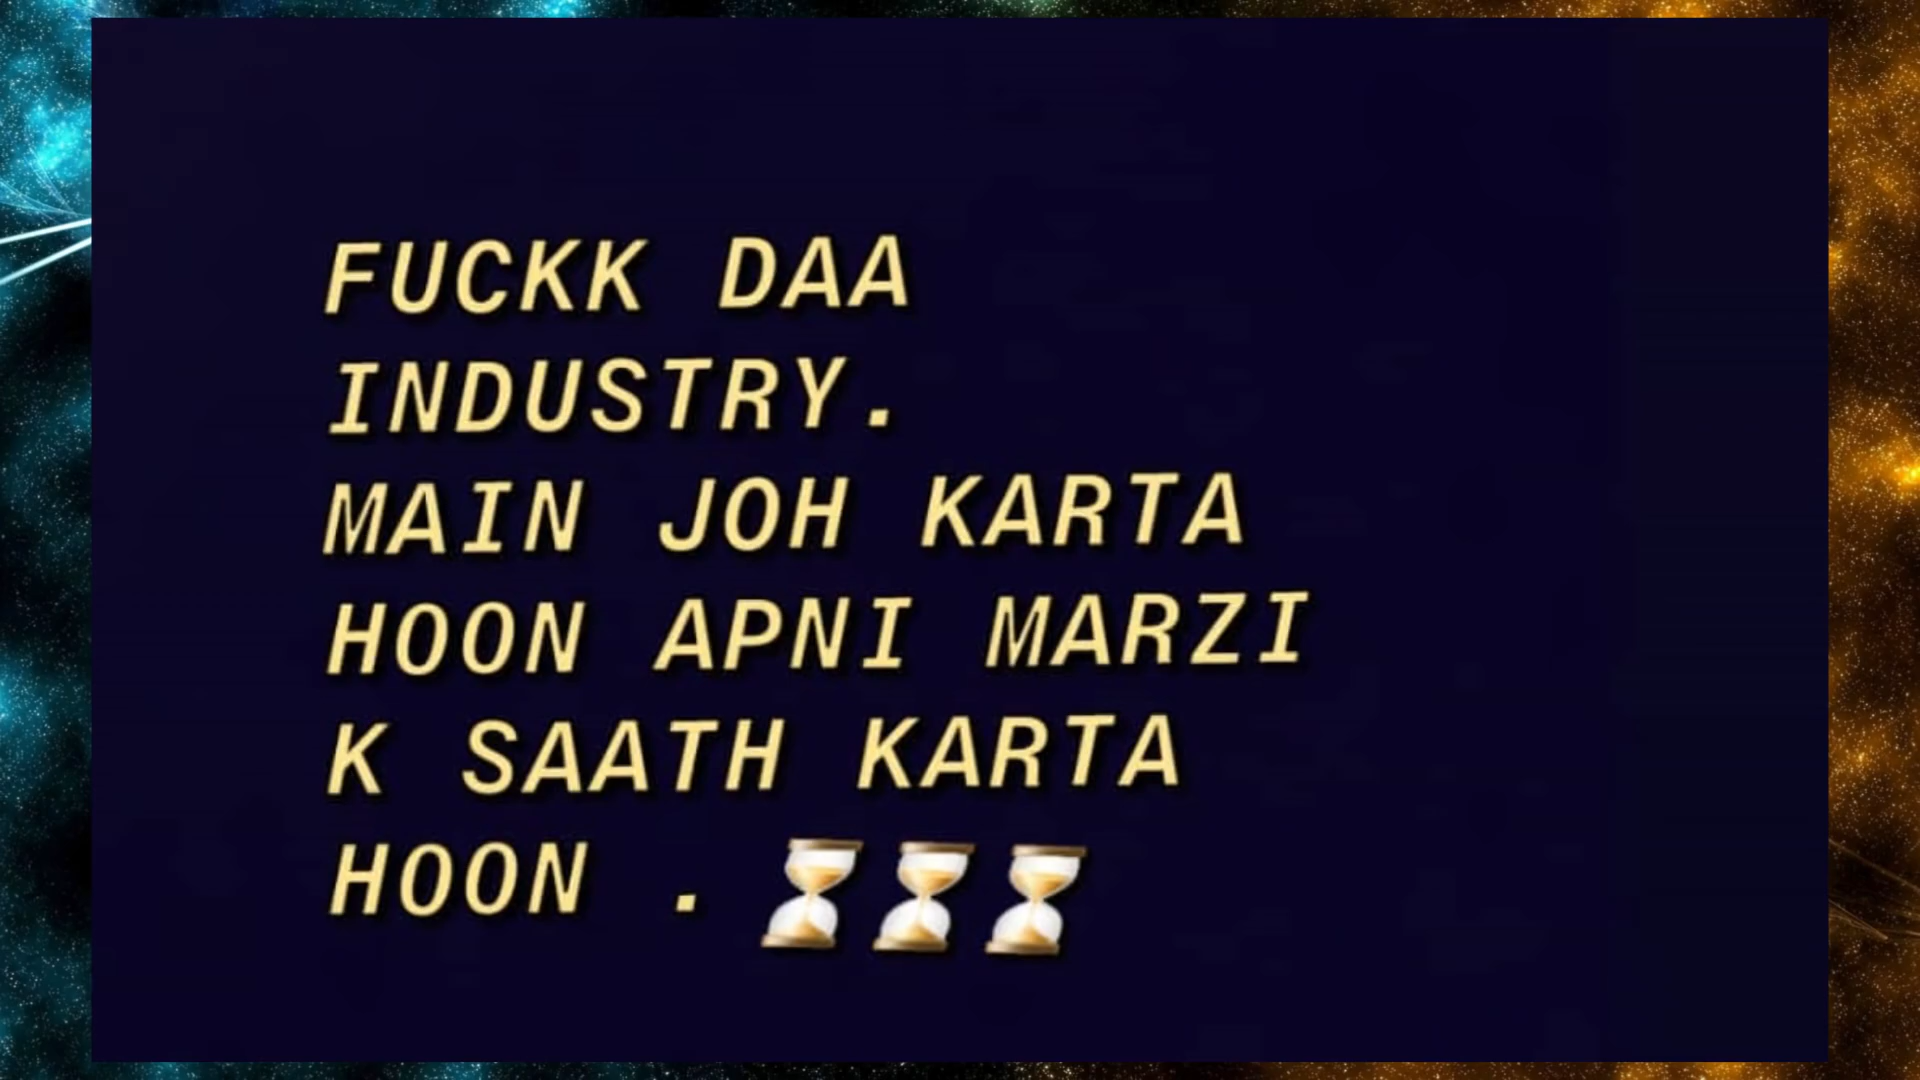 FUCKK DAA
INDUSTRY.
MAIN JOH KARTA
HOON APNI MARZI
K SAATH KARTA
HOON . ⏳⏳⏳